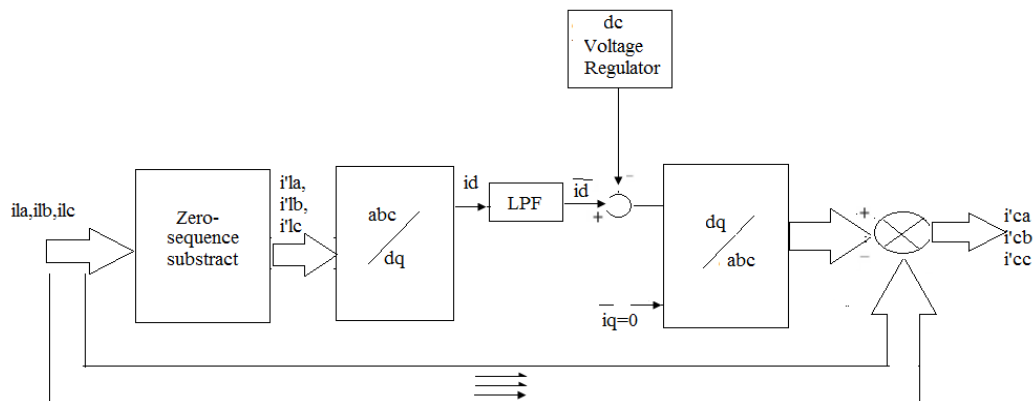 dc
Voltage
Regulator
-
ila,ilb,ilc
Zero-
sequence
substract
i'la,
i'lb,
i'lc
abc
dq
id
LPF
id
+
dq
abc
iq=0
+
-
i'ca
i'cb
i'cc